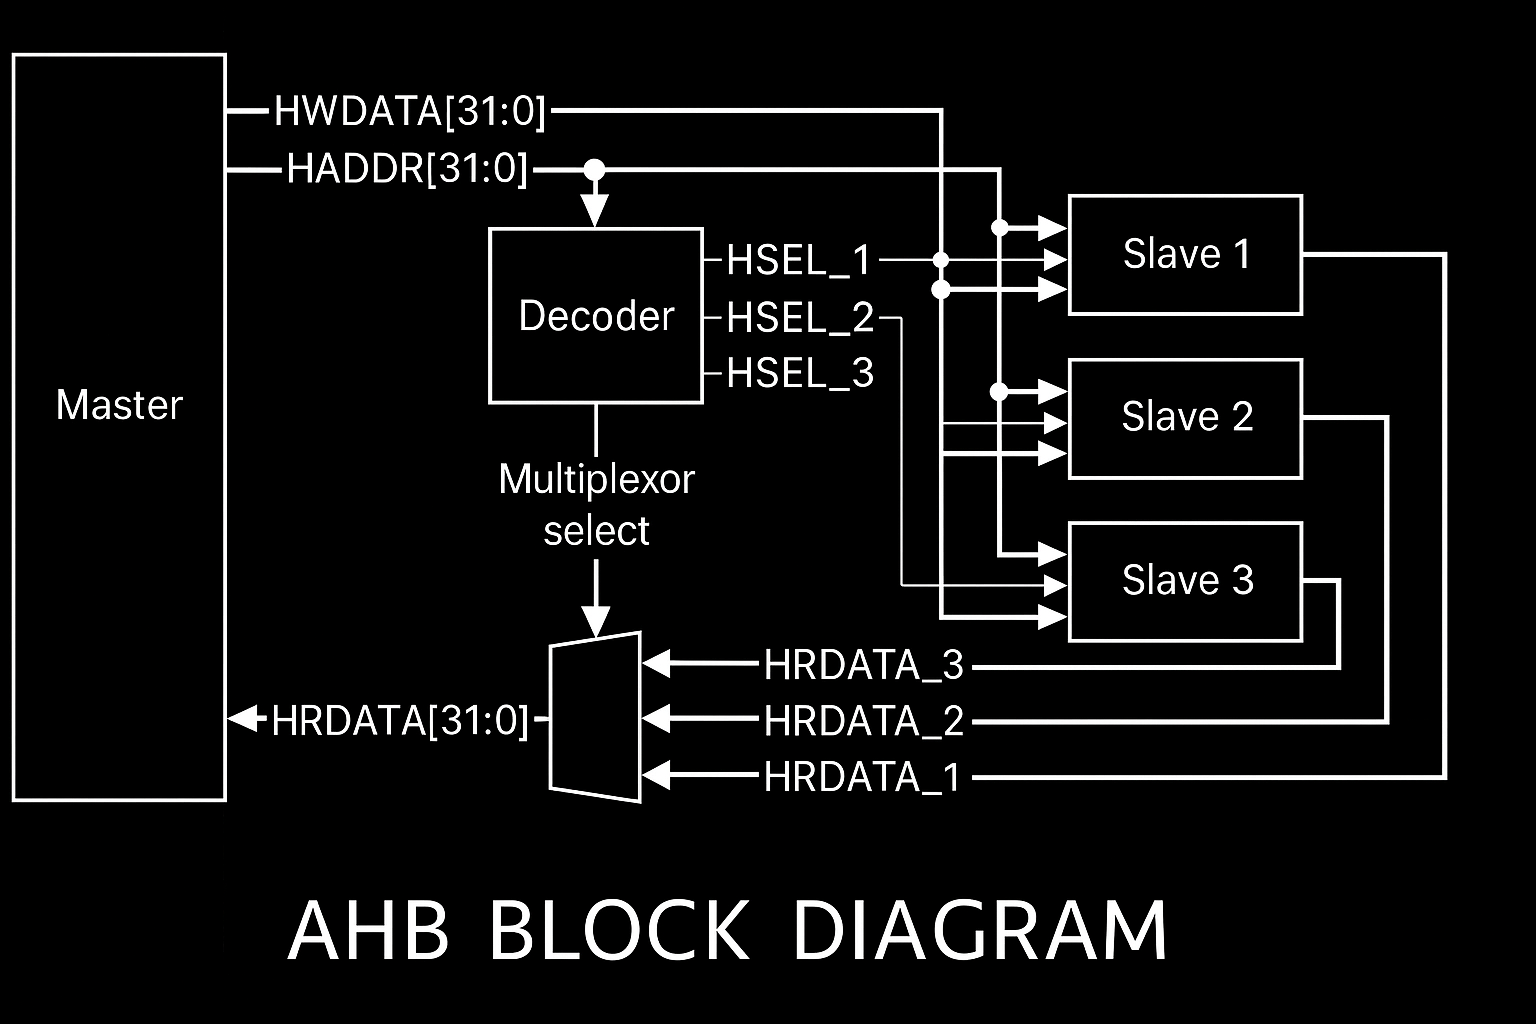 HWDATA[31:0]
HADDR[31:0]
Master
Decoder
HSEL_1
HSEL_2
HSEL_3
Slave 1
Slave 2
Slave 3
Multiplexor
select
HRDATA_3
HRDATA[31:0]
HRDATA_2
HRDATA_1
AHB BLOCK DIAGRAM